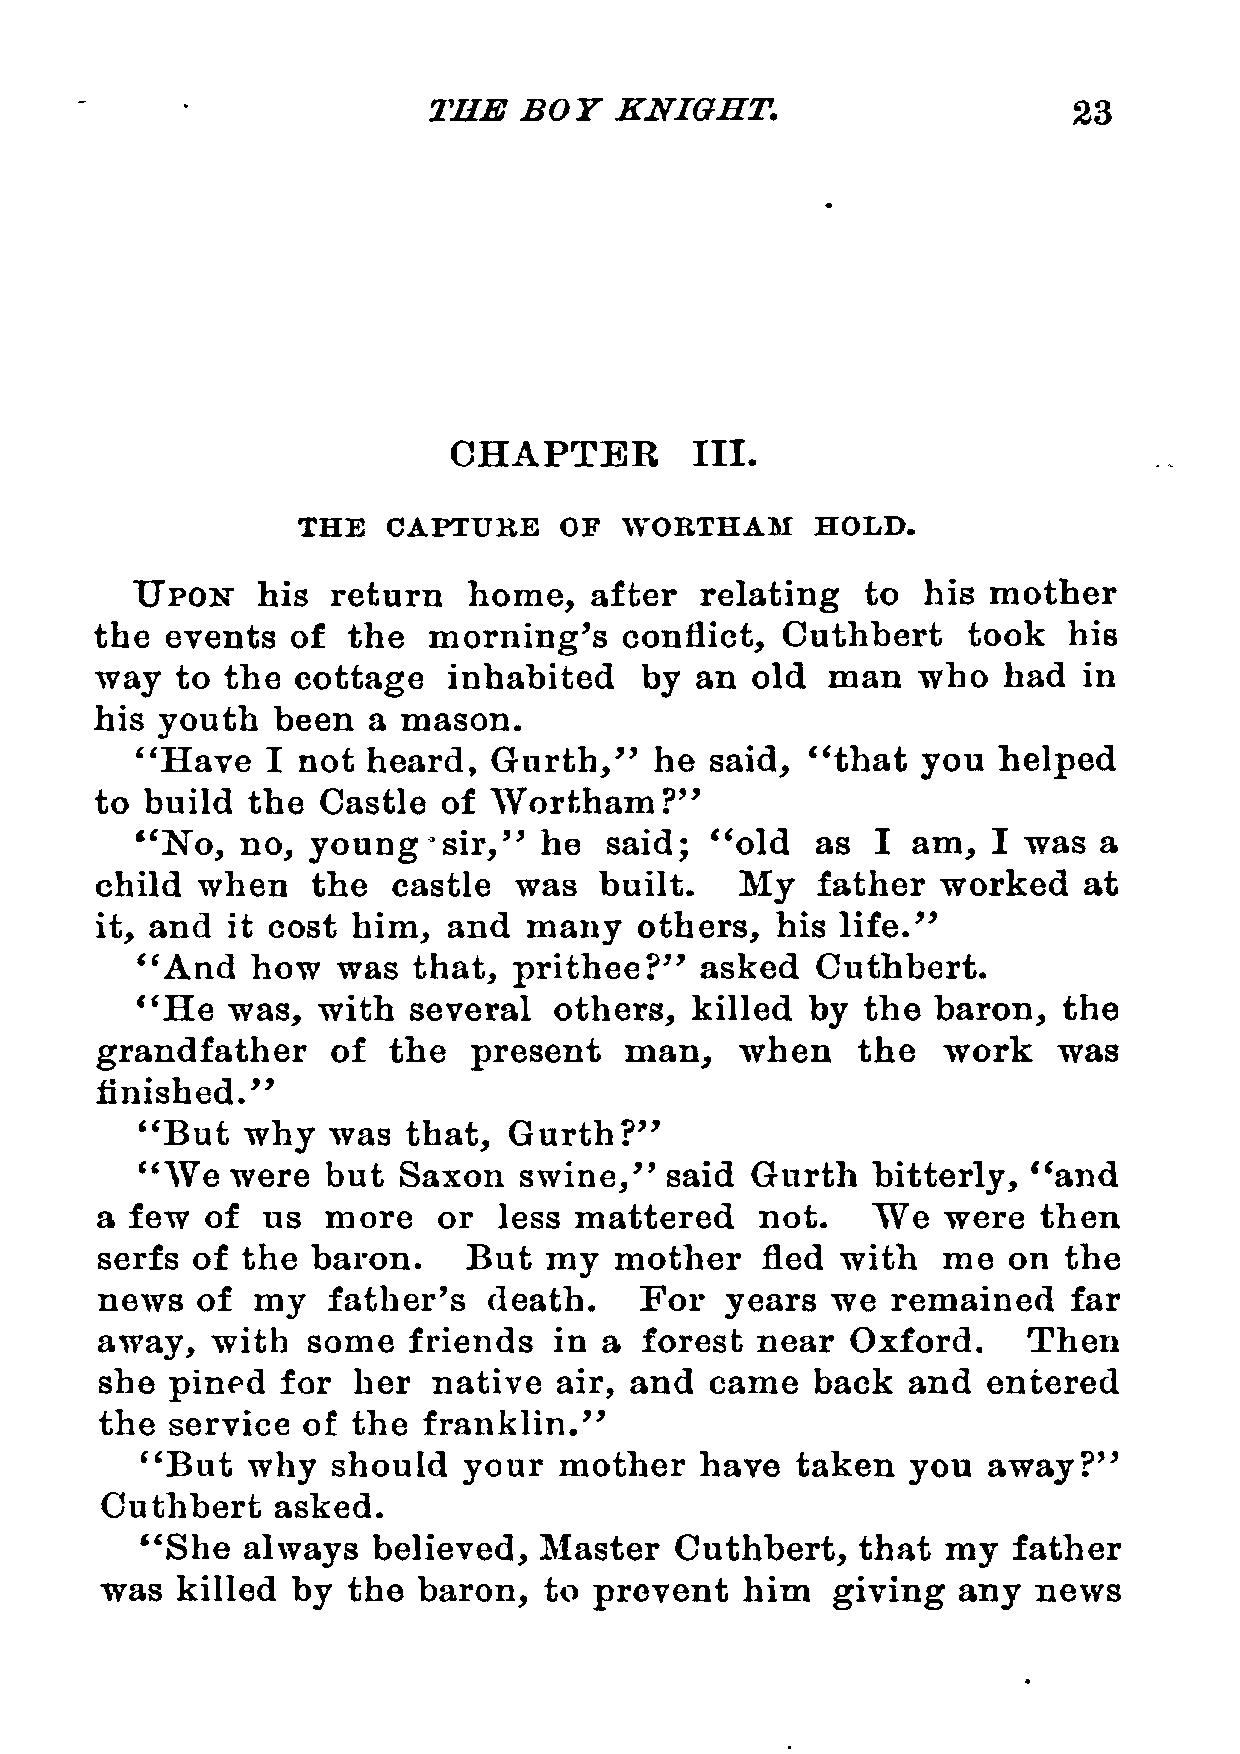 THE BOY KNIGHT. 23
CHAPTER III.
THE CAPTURE OF WORTHAM HOLD.
UPON his return home, after relating to his mother
the events of the morning's conflict, Cuthbert took his
way to the cottage inhabited by an old man who had in
his youth been a mason.
"Have I not heard, Gurth," he said, "that you helped
to build the Castle of Wortham?"
"No, no, young sir," he said; "old as I am, I was a
child when the castle was built. My father worked at
it, and it cost him, and many others, his life."
"And how was that, prithee?" asked Cuthbert.
"He was, with several others, killed by the baron, the
grandfather of the present man, when the work was
finished."
"But why was that, Gurth?"
"We were but Saxon swine," said Gurth bitterly, "and
a few of us more or less mattered not. We were then
serfs of the baron. But my mother fled with me on the
news of my father's death. For years we remained far
away, with some friends in a forest near Oxford. Then
she pined for her native air, and came back and entered
the service of the franklin."
"But why should your mother have taken you away?"
Cuthbert asked.
"She always believed, Master Cuthbert, that my father
was killed by the baron, to prevent him giving any news